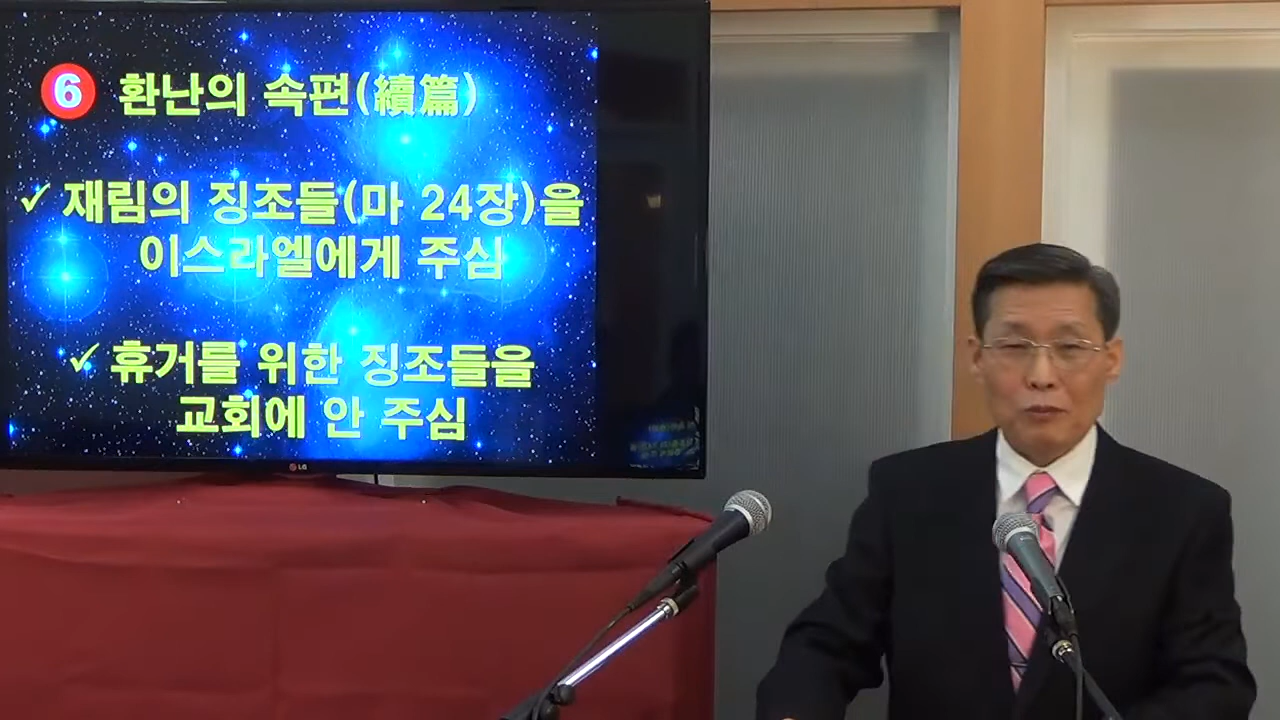 6 환난의 속편(續篇)
✓ 재림의 징조들(마 24장)을
이스라엘에게 주심
✓ 휴거를 위한 징조들을
교회에 안 주심
LG